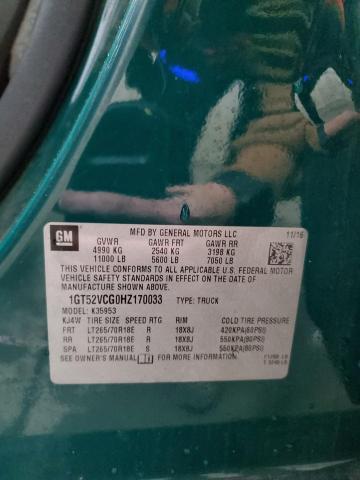 GM
MFD BY GENERAL MOTORS LLC 11/16
GVWR GAWR FRT GAWR RR
4990 KG 2540 KG 3198 KG
11000 LB 5600 LB 7050 LB
THIS VEHICLE CONFORMS TO ALL APPLICABLE U.S. FEDERAL MOTOR
VEHICLE SAFETY STANDARDS IN EFFECT ON THE DATE OF
MANUFACTURE SHOWN ABOVE.
1GT52VCG0HZ170033 TYPE: TRUCK
MODEL: K35953
KJ4W TIRE SIZE SPEED RTG RIM COLD TIRE PRESSURE
FRT LT265/70R18E R 18X8J 420KPA(60PSI)
RR LT265/70R18E R 18X8J 550KPA(80PSI)
SPA LT265/70R18E S 18X8J 550KPA(80PSI)
SEE OWNER'S MANUAL FOR MORE INFORMATION.